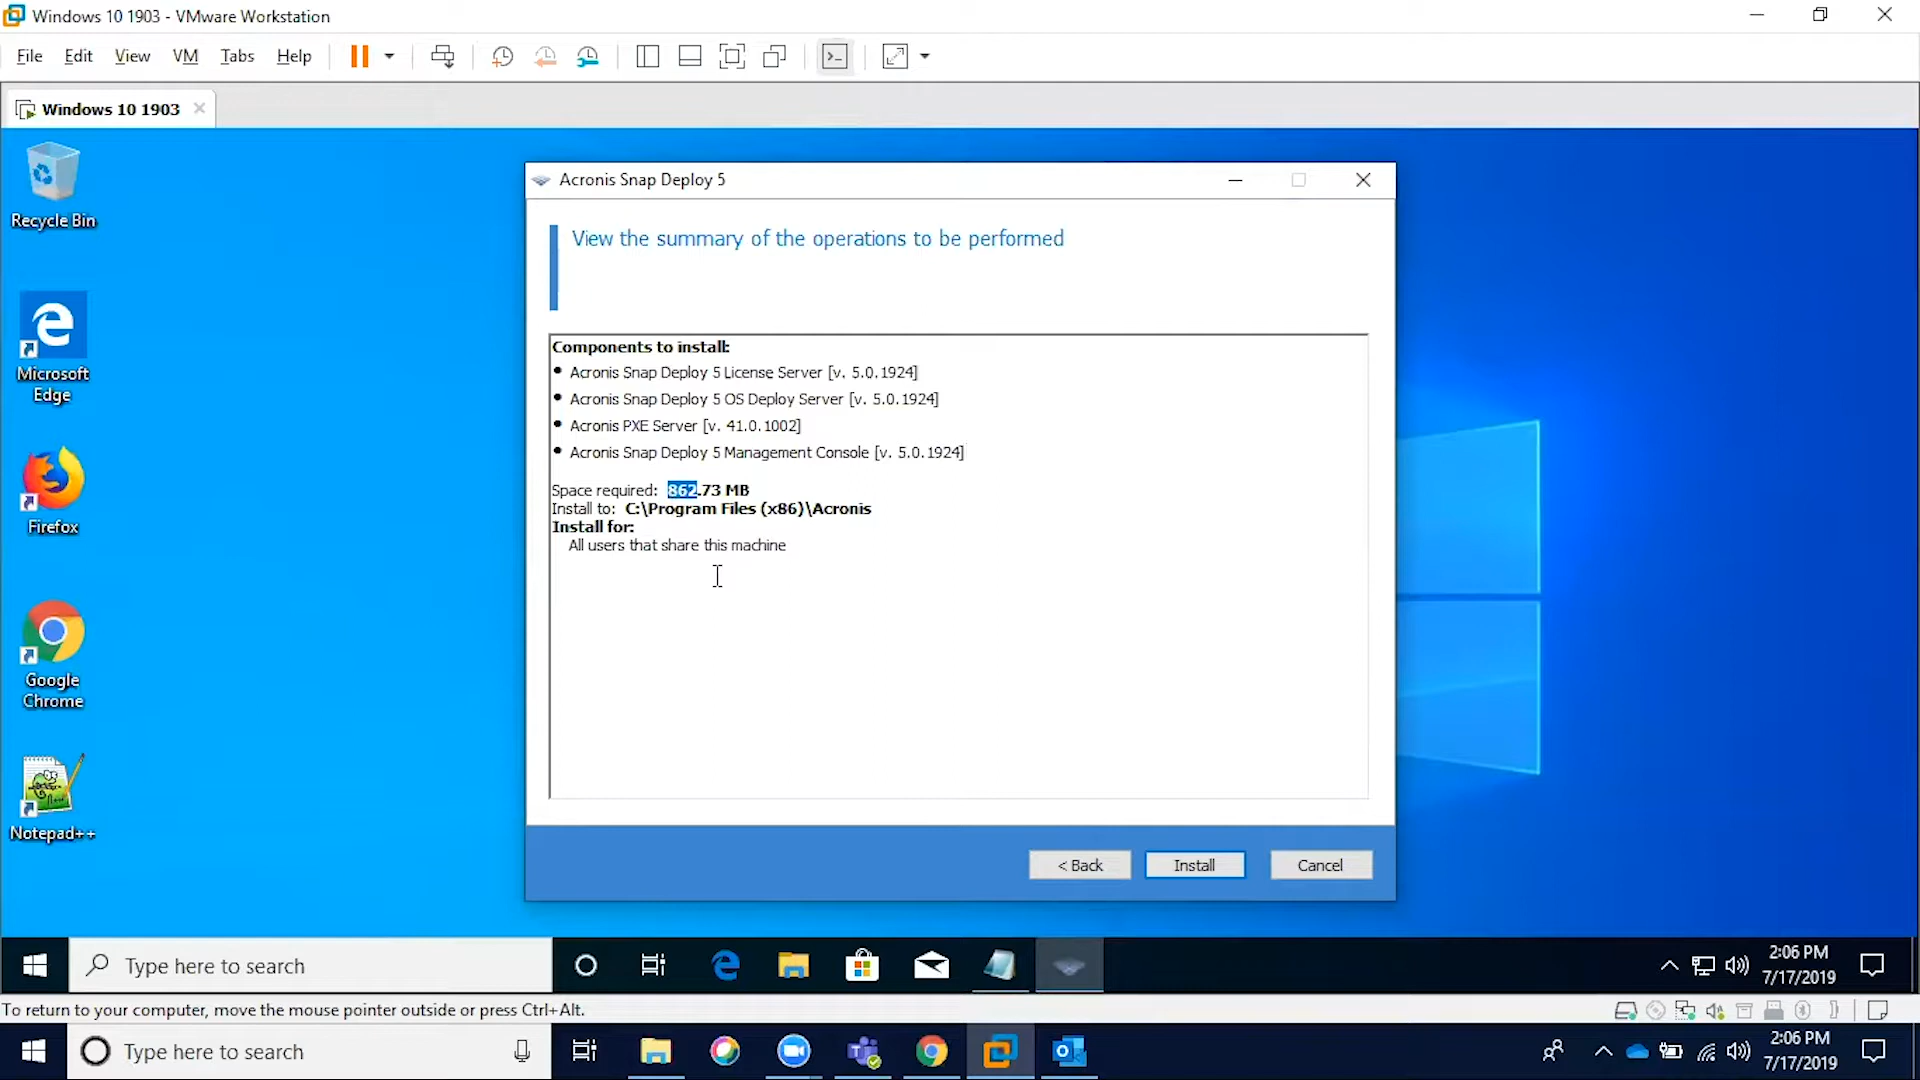 Windows 10 1903 - VMware Workstation
File Edit View VM Tabs Help
Windows 10 1903
Recycle Bin
Acronis Snap Deploy 5
View the summary of the operations to be performed
Microsoft
Edge
Components to install:
• Acronis Snap Deploy 5 License Server [v. 5.0.1924]
• Acronis Snap Deploy 5 OS Deploy Server [v. 5.0.1924]
• Acronis PXE Server [v. 41.0.1002]
• Acronis Snap Deploy 5 Management Console [v. 5.0.1924]
Space required: 862.73 MB
Install to: C:\Program Files (x86)\Acronis
Install for:
All users that share this machine
Firefox
Google
Chrome
Notepad++
< Back Install Cancel
Type here to search
2:06 PM
7/17/2019
To return to your computer, move the mouse pointer outside or press Ctrl+Alt.
Type here to search
2:06 PM
7/17/2019